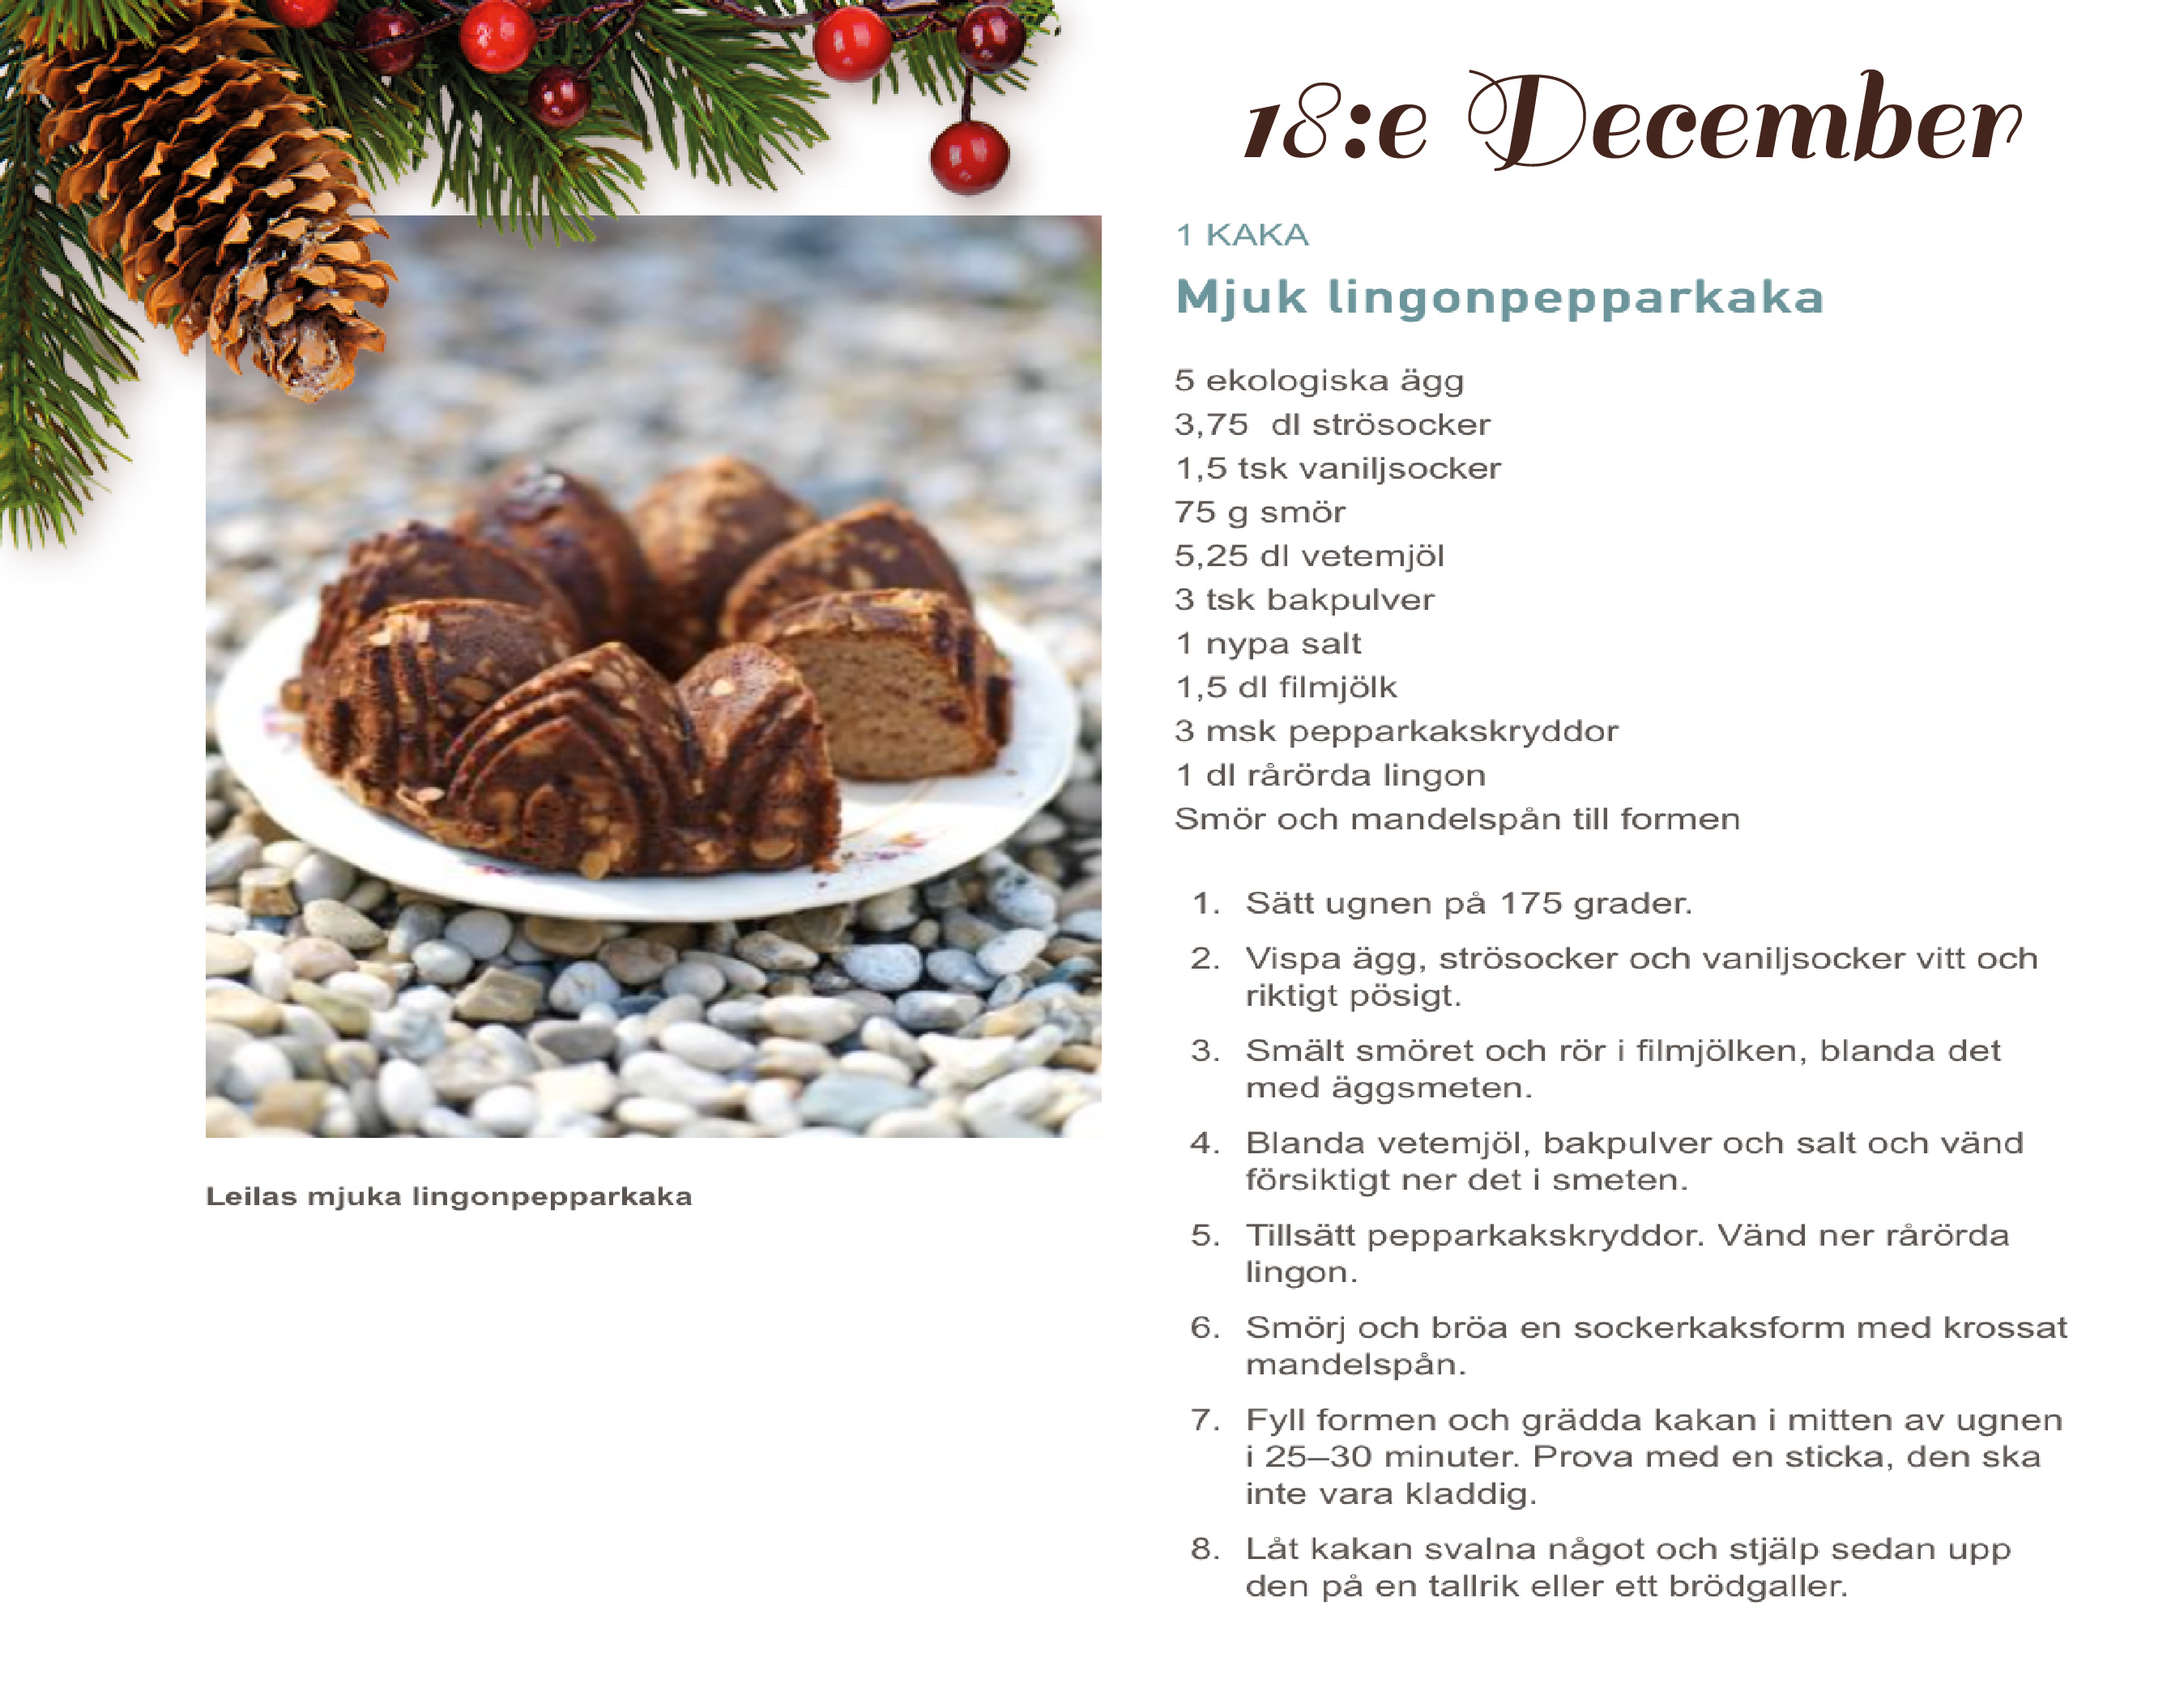 18:e December
1 KAKA
Mjuk lingonpepparkaka
5 ekologiska ägg
3,75 dl strösocker
1,5 tsk vaniljsocker
75 g smör
5,25 dl vetemjöl
3 tsk bakpulver
1 nypa salt
1,5 dl filmjölk
3 msk pepparkakskryddor
1 dl rårörda lingon
Smör och mandelspån till formen
1. Sätt ugnen på 175 grader.
2. Vispa ägg, strösocker och vaniljsocker vitt och
riktigt pösigt.
3. Smält smöret och rör i filmjölken, blanda det
med äggsmeten.
4. Blanda vetemjöl, bakpulver och salt och vänd
försiktigt ner det i smeten.
5. Tillsätt pepparkakskryddor. Vänd ner rårörda
lingon.
6. Smörj och bröa en sockerkaksform med krossat
mandelspån.
7. Fyll formen och grädda kakan i mitten av ugnen
i 25–30 minuter. Prova med en sticka, den ska
inte vara kladdig.
8. Låt kakan svalna något och stjälp sedan upp
den på en tallrik eller ett brödgaller.
Leilas mjuka lingonpepparkaka